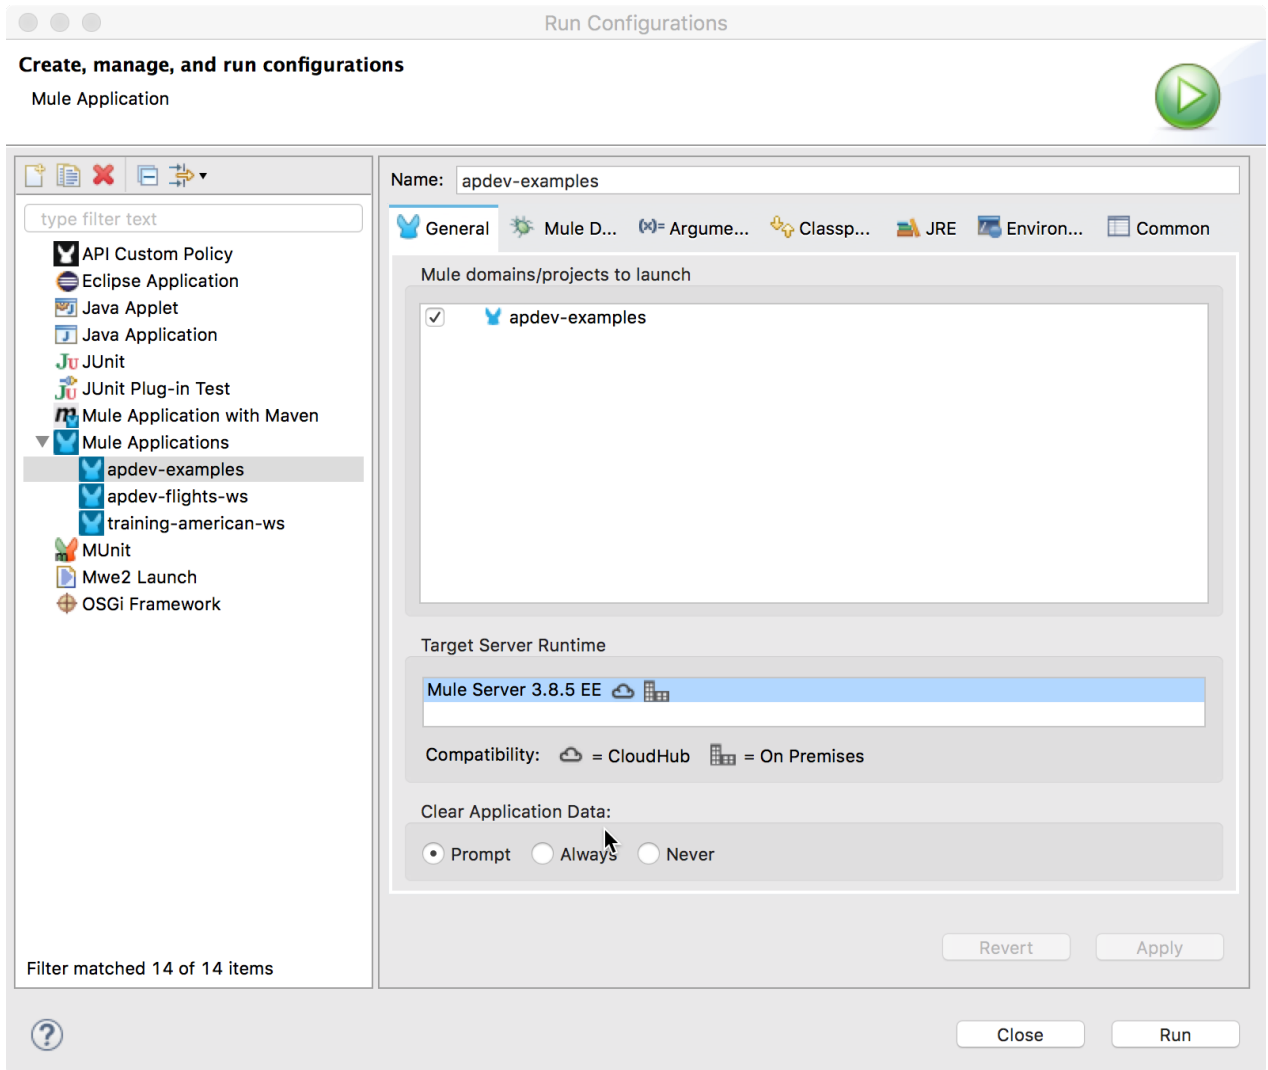 Run Configurations
Create, manage, and run configurations
Mule Application
type filter text
API Custom Policy
Eclipse Application
Java Applet
Java Application
JUnit
JUnit Plug-in Test
Mule Application with Maven
Mule Applications
apdev-examples
apdev-flights-ws
training-american-ws
MUnit
Mwe2 Launch
OSGi Framework
Filter matched 14 of 14 items
Name: apdev-examples
General Mule D... (x)= Argume... Classp... JRE Environ... Common
Mule domains/projects to launch
apdev-examples
Target Server Runtime
Mule Server 3.8.5 EE
Compatibility: = CloudHub = On Premises
Clear Application Data:
Prompt Always Never
Revert Apply
? Close Run